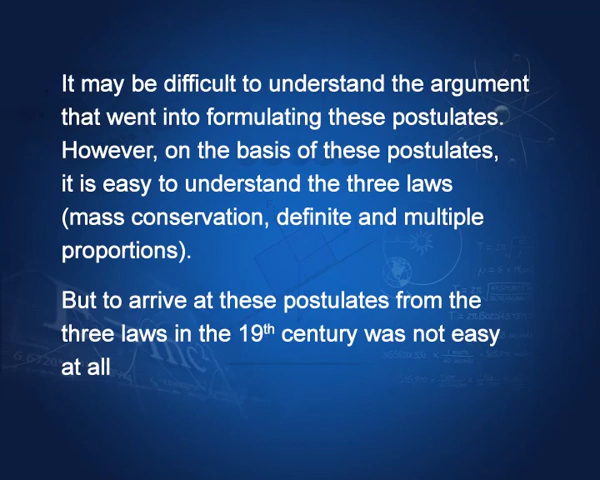 It may be difficult to understand the argument
that went into formulating these postulates.
However, on the basis of these postulates,
it is easy to understand the three laws
(mass conservation, definite and multiple
proportions).
But to arrive at these postulates from the
three laws in the 19th century was not easy
at all